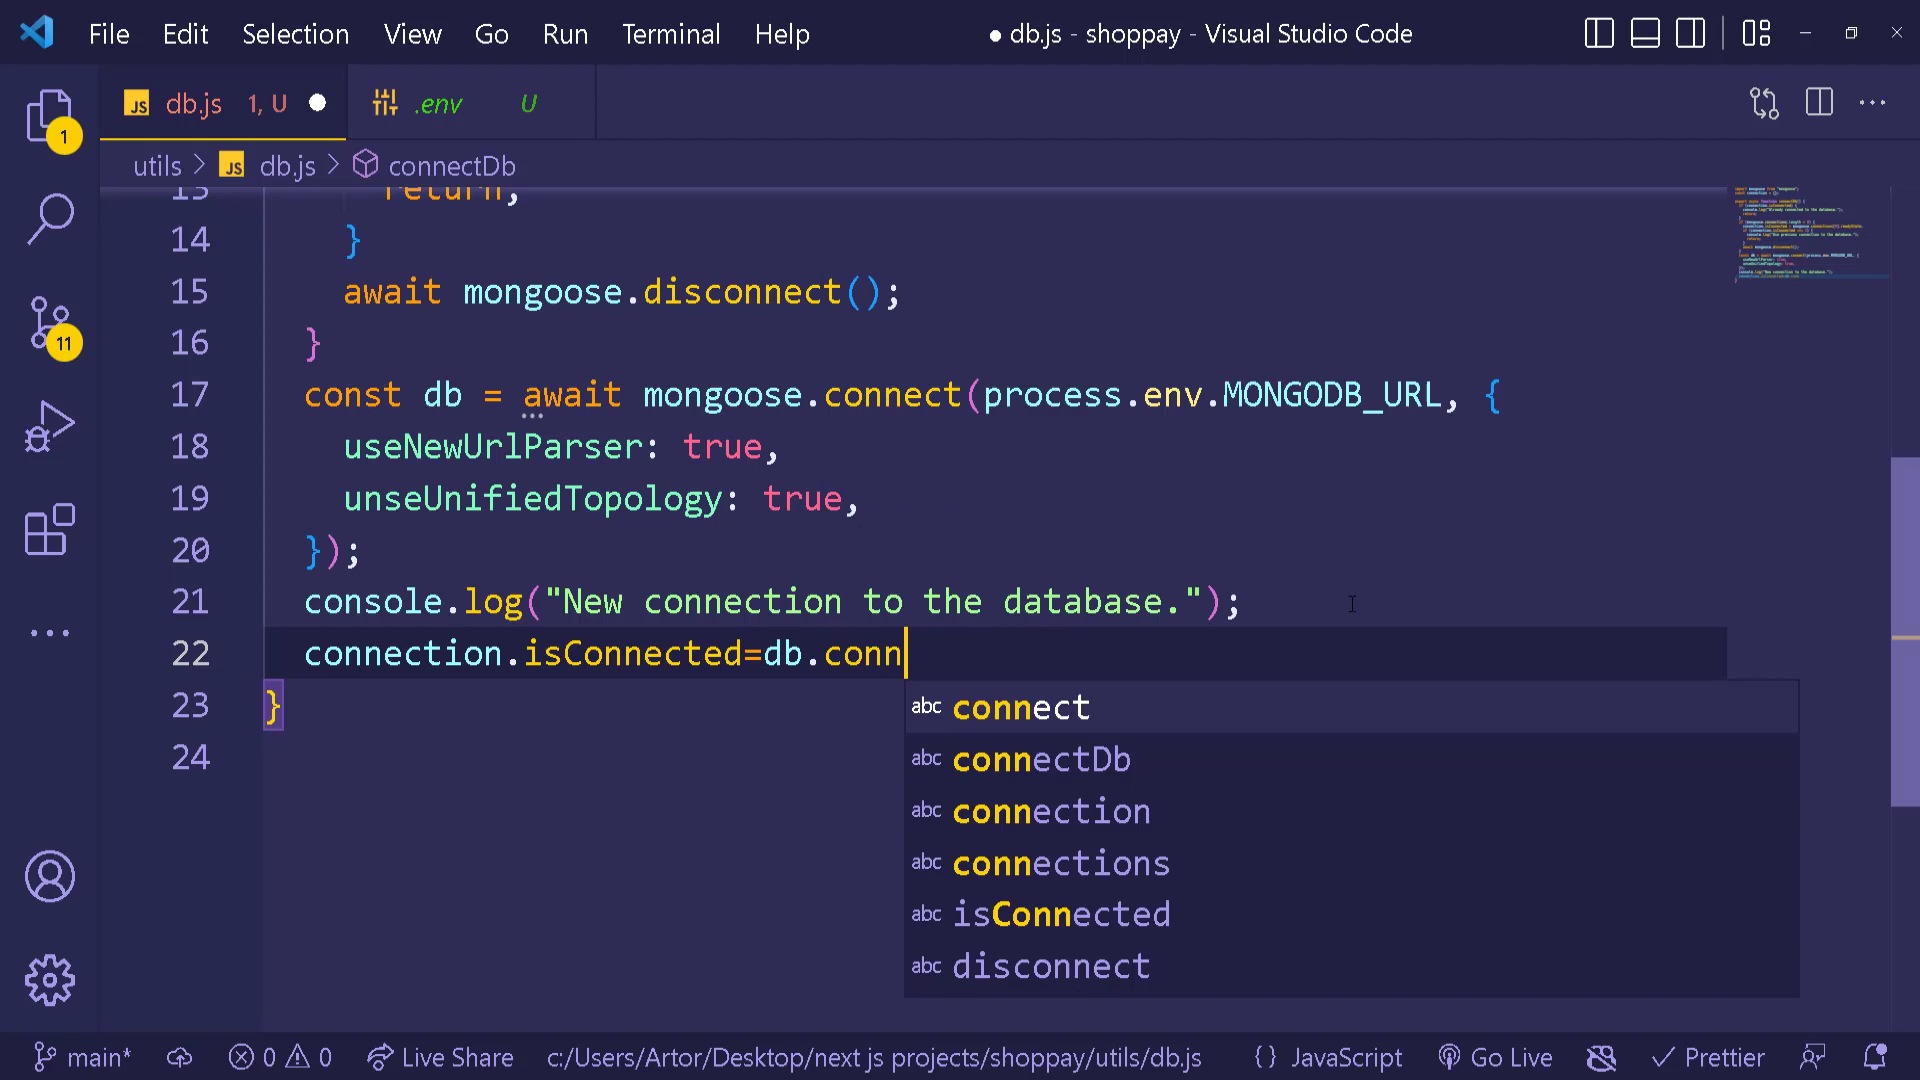 File Edit Selection View Go Run Terminal Help ● db.js - shoppay - Visual Studio Code
JS db.js 1, U ● .env U
utils > JS db.js > connectDb
13 return;
14 }
15 await mongoose.disconnect();
16 }
17 const db = await mongoose.connect(process.env.MONGODB_URL, {
18 useNewUrlParser: true,
19 unseUnifiedTopology: true,
20 });
21 console.log("New connection to the database.");
22 connection.isConnected=db.conn
23 }
24
abc connect
abc connectDb
abc connection
abc connections
abc isConnected
abc disconnect
1
11
main* 0 0 Live Share c:/Users/Artor/Desktop/next js projects/shoppay/utils/db.js {} JavaScript Go Live Prettier